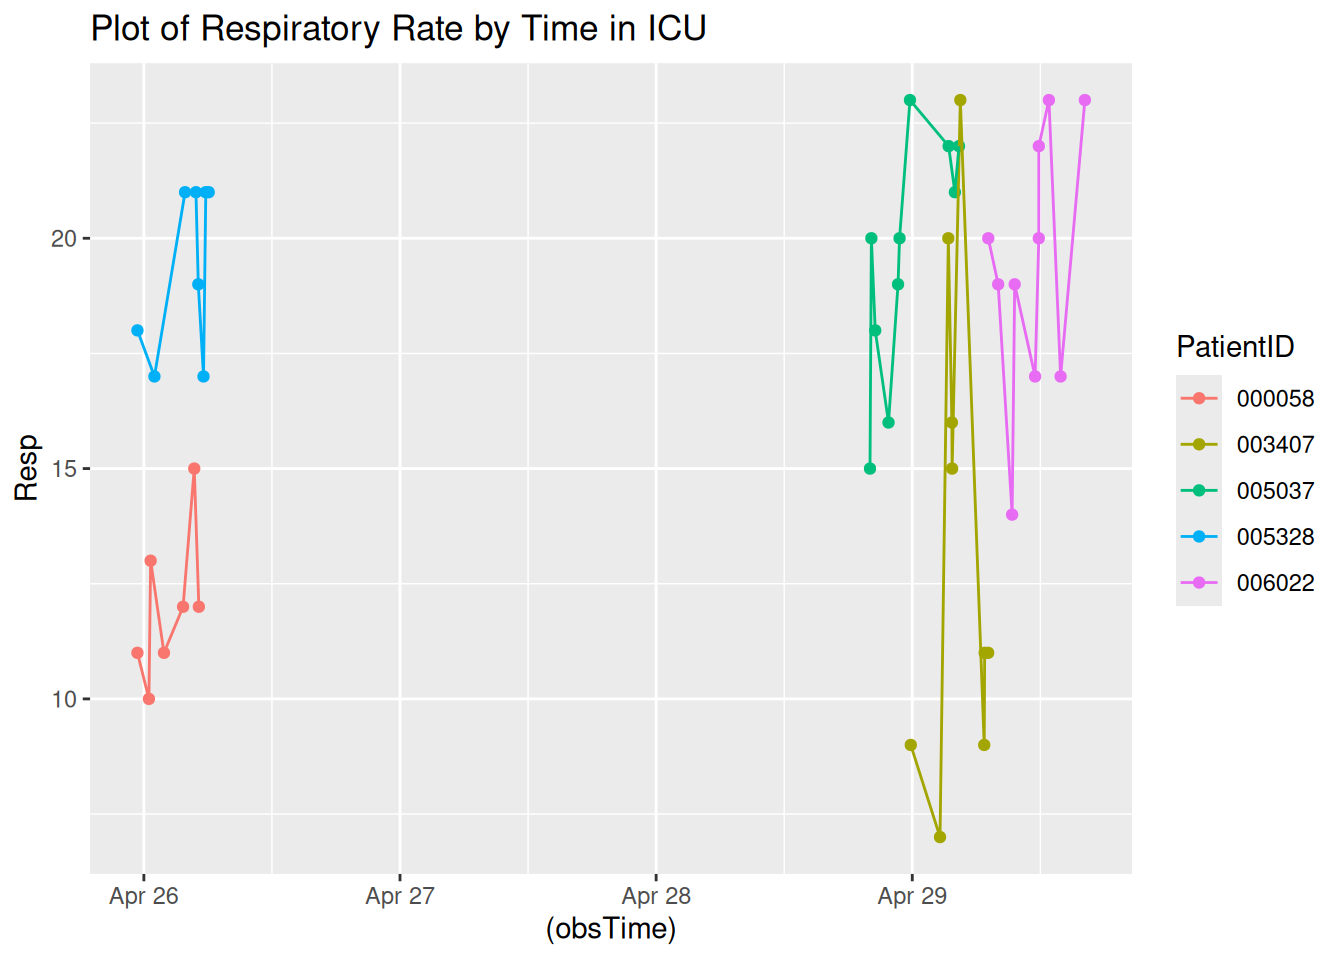 Plot of Respiratory Rate by Time in ICU
Resp
20
15
10
Apr 26
Apr 27
Apr 28
Apr 29
(obsTime)
PatientID
000058
003407
005037
005328
006022